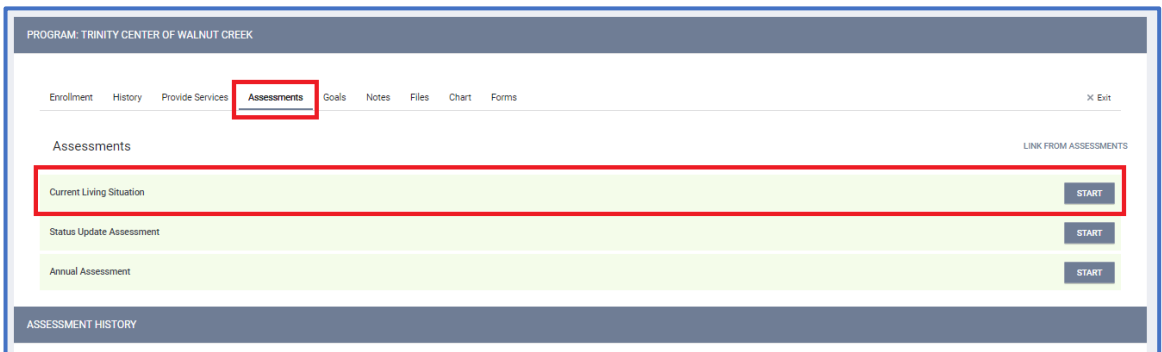 PROGRAM: TRINITY CENTER OF WALNUT CREEK
Enrollment History Provide Services Assessments Goals Notes Files Chart Forms × Exit
Assessments LINK FROM ASSESSMENTS
Current Living Situation START
Status Update Assessment START
Annual Assessment START
ASSESSMENT HISTORY